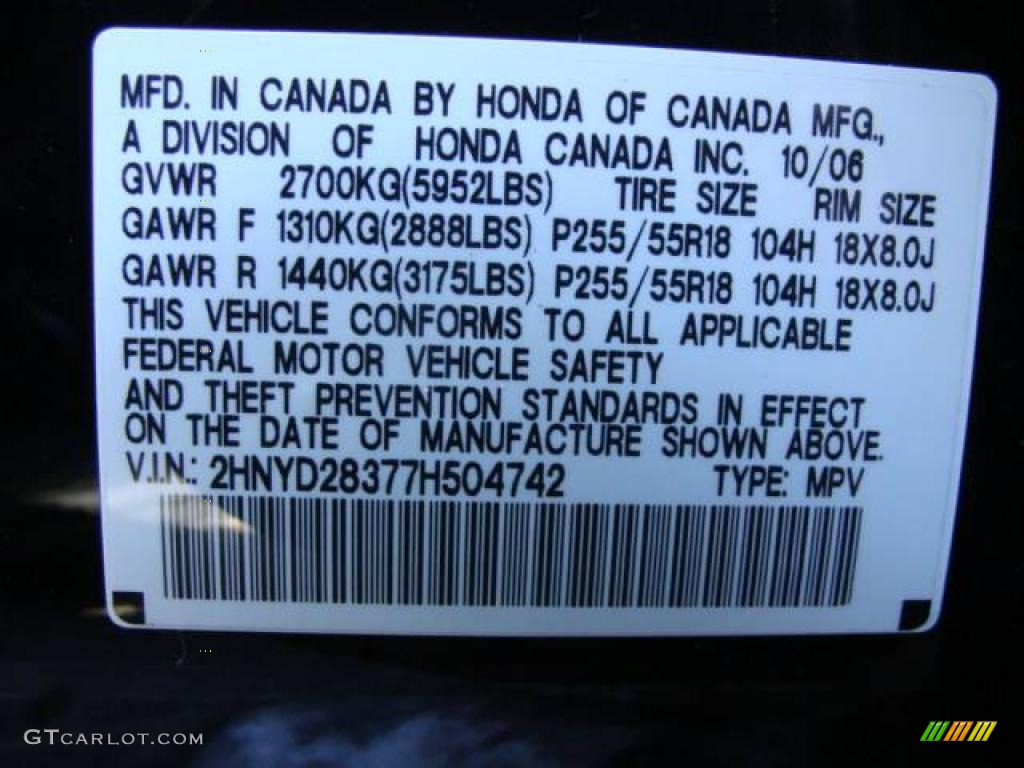 MFD. IN CANADA BY HONDA OF CANADA MFG.,
A DIVISION OF HONDA CANADA INC. 10/06
GVWR 2700KG(5952LBS) TIRE SIZE RIM SIZE
GAWR F 1310KG(2888LBS) P255/55R18 104H 18X8.0J
GAWR R 1440KG(3175LBS) P255/55R18 104H 18X8.0J
THIS VEHICLE CONFORMS TO ALL APPLICABLE
FEDERAL MOTOR VEHICLE SAFETY
AND THEFT PREVENTION STANDARDS IN EFFECT
ON THE DATE OF MANUFACTURE SHOWN ABOVE.
V.I.N.: 2HNYD28377H504742 TYPE: MPV
GTCARLOT.COM